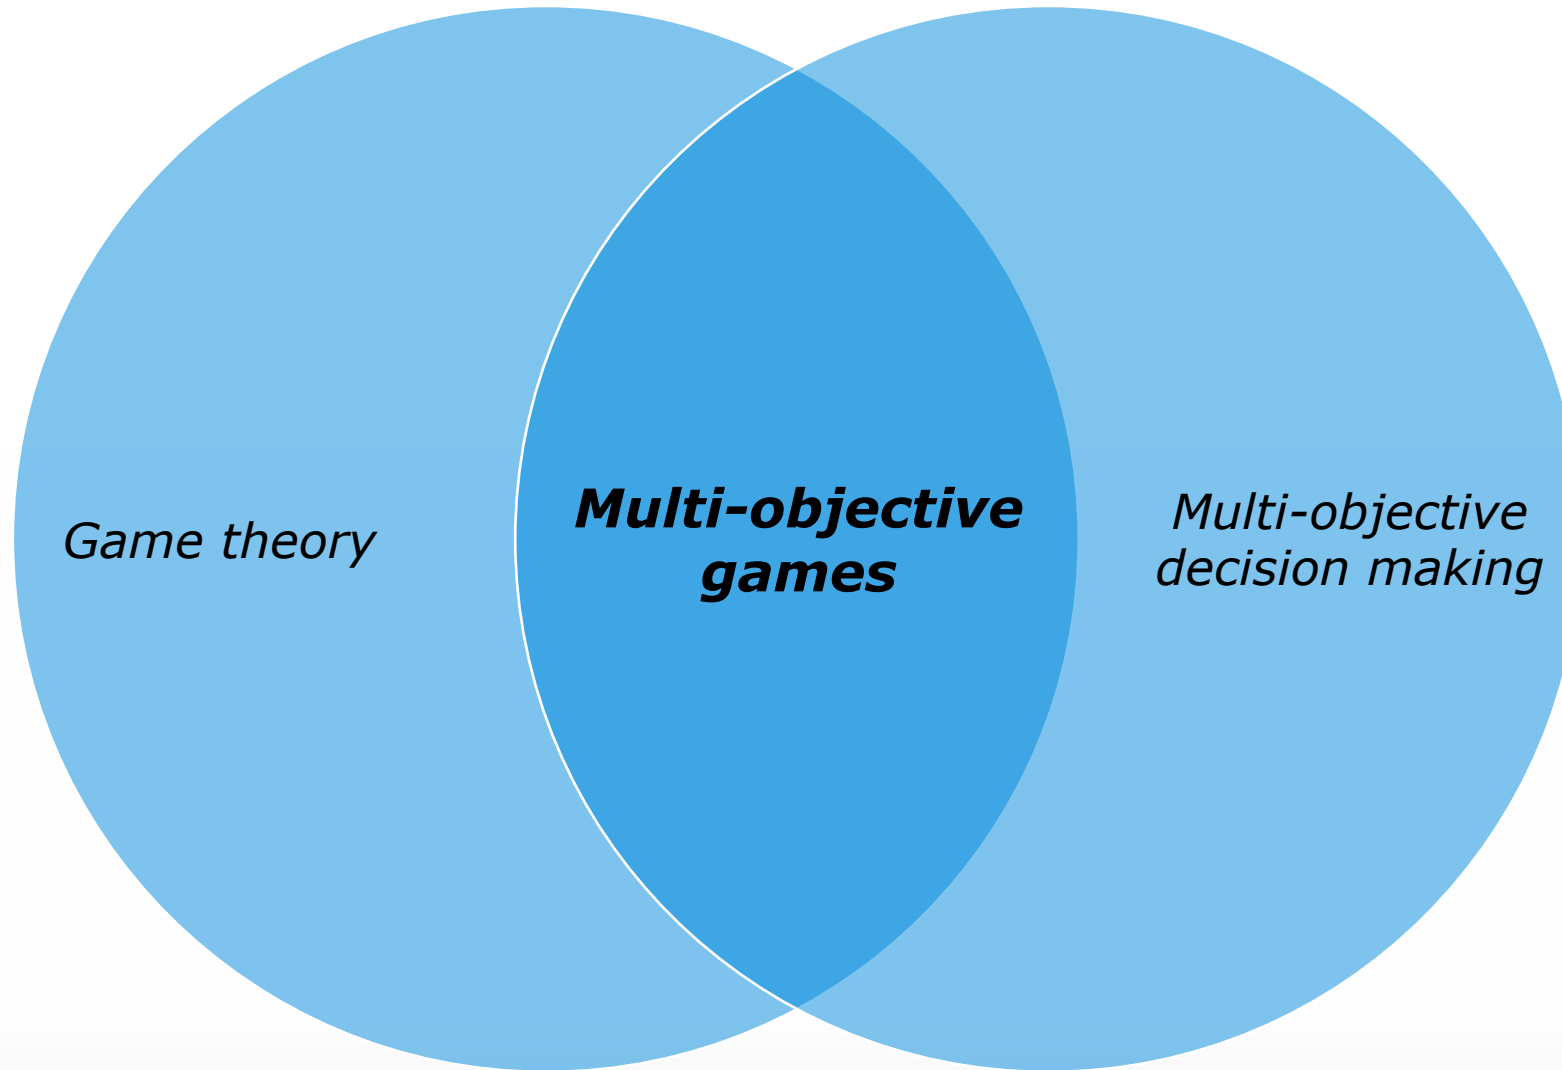 Game theory
Multi-objective
games
Multi-objective
decision making